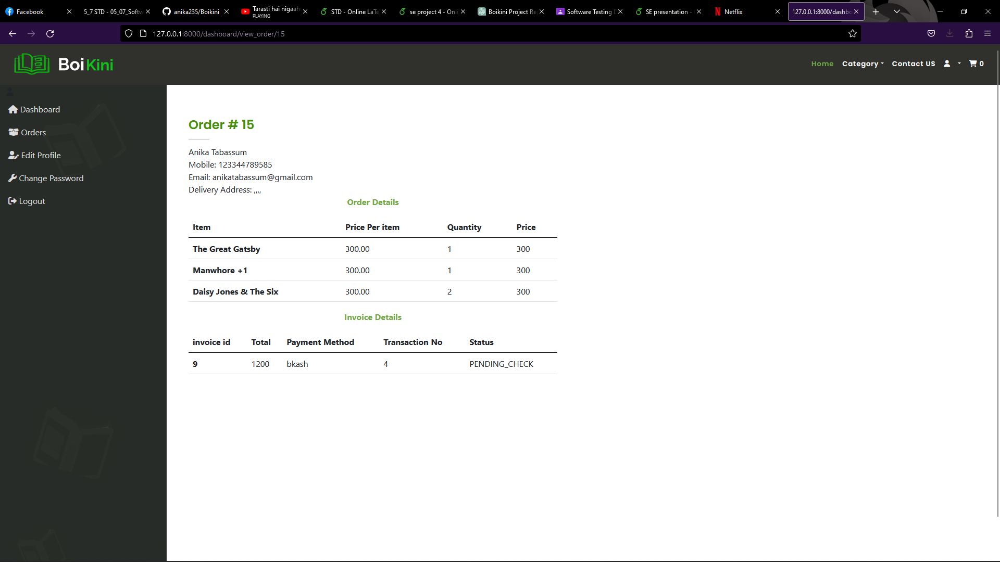 Facebook
5_7 STD - 05_07_Softw
anika235/Boikini
Tarasti hai nigaah
PLAYING
STD - Online LaTe
se project 4 - Onli
Boikini Project Re
Software Testing D
SE presentation -
Netflix
127.0.0.1:8000/dashbo
127.0.0.1:8000/dashboard/view_order/15
BoiKini
Home Category Contact US 0
Dashboard
Orders
Edit Profile
Change Password
Logout
Order # 15
Anika Tabassum
Mobile: 123344789585
Email: anikatabassum@gmail.com
Delivery Address: ,,,,
Order Details
Item Price Per item Quantity Price
The Great Gatsby 300.00 1 300
Manwhore +1 300.00 1 300
Daisy Jones & The Six 300.00 2 300
Invoice Details
invoice id Total Payment Method Transaction No Status
9 1200 bkash 4 PENDING_CHECK